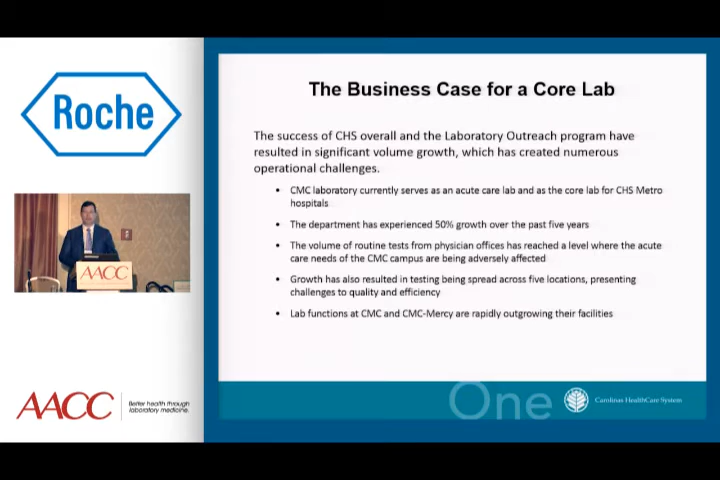 Roche
AACC
AACC
Better health through
laboratory medicine.
The Business Case for a Core Lab
The success of CHS overall and the Laboratory Outreach program have
resulted in significant volume growth, which has created numerous
operational challenges.
• CMC laboratory currently serves as an acute care lab and as the core lab for CHS Metro
hospitals
• The department has experienced 50% growth over the past five years
• The volume of routine tests from physician offices has reached a level where the acute
care needs of the CMC campus are being adversely affected
• Growth has also resulted in testing being spread across five locations, presenting
challenges to quality and efficiency
• Lab functions at CMC and CMC-Mercy are rapidly outgrowing their facilities
One
Carolinas HealthCare System